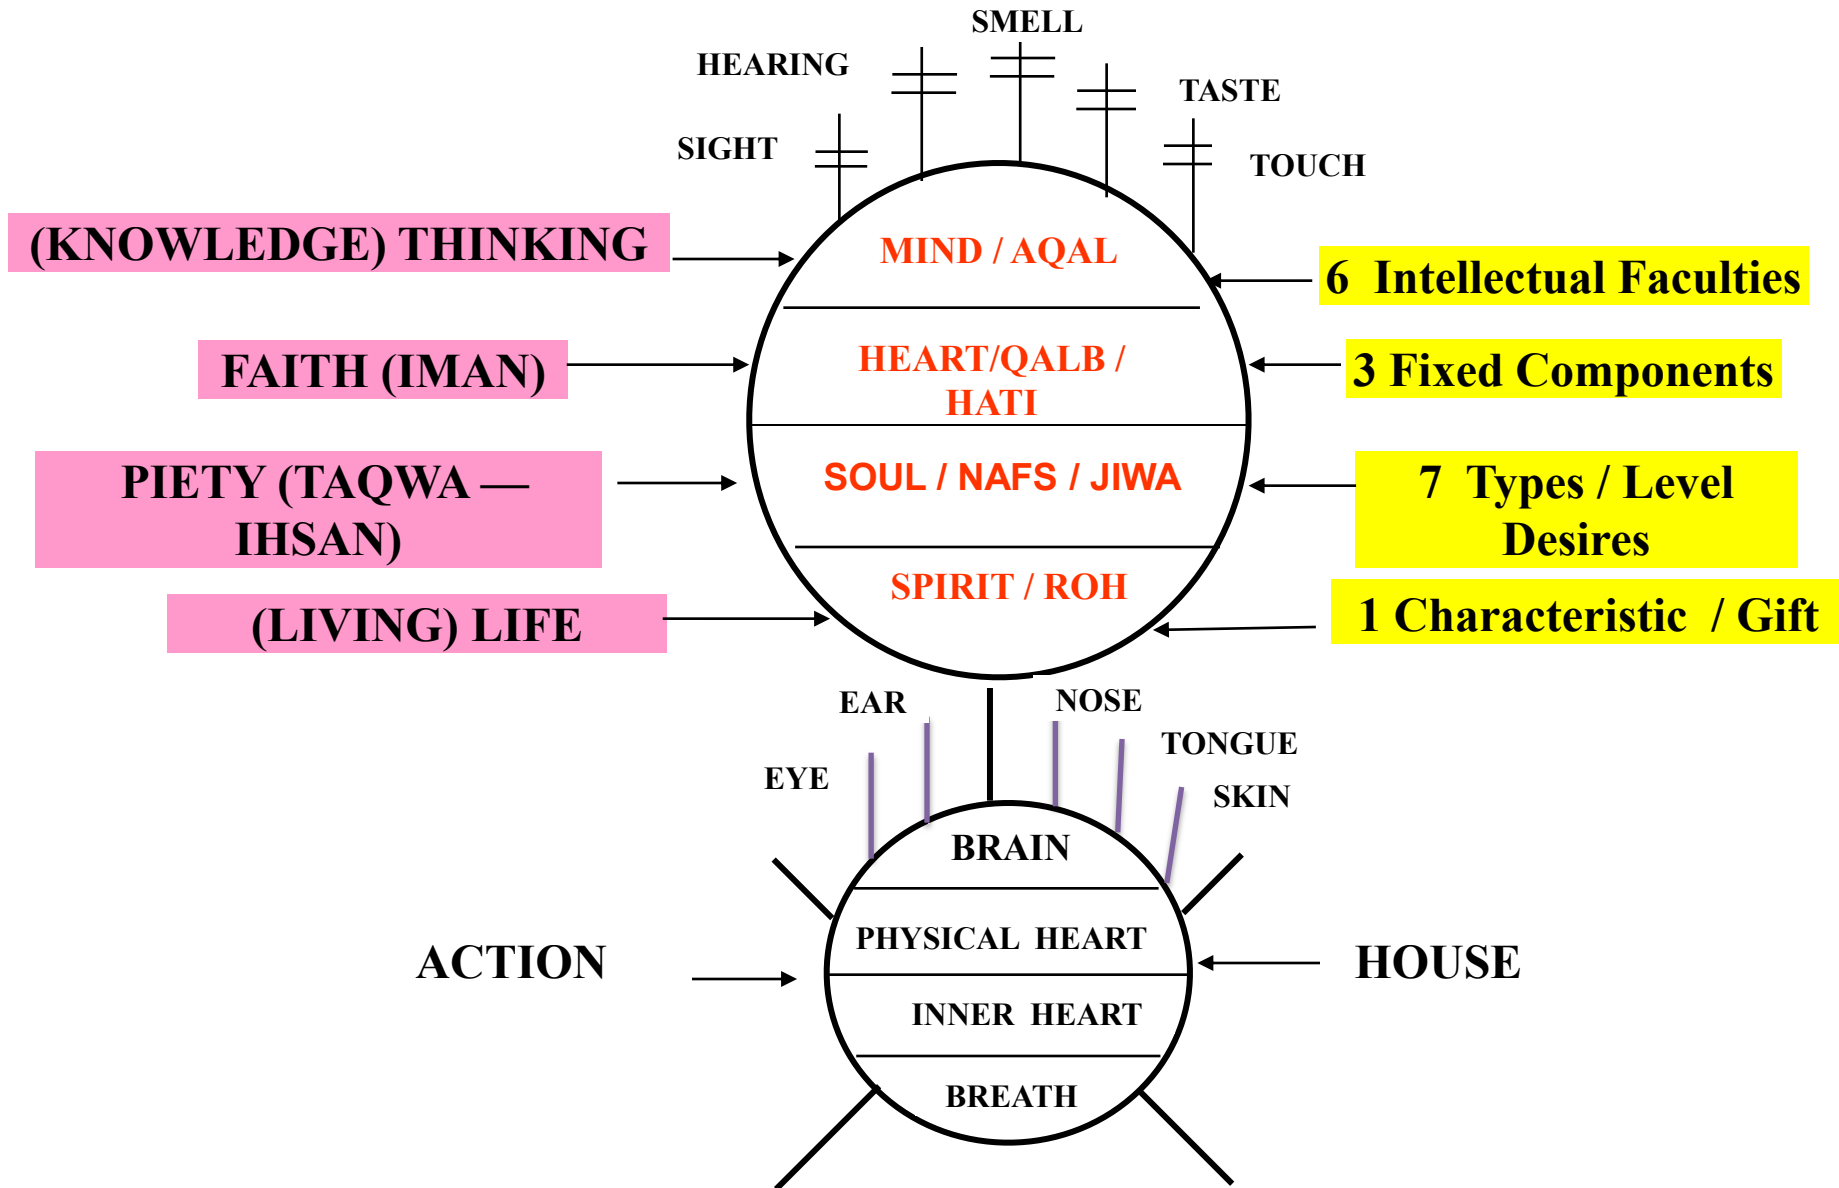 SMELL
HEARING
TASTE
SIGHT
TOUCH
(KNOWLEDGE) THINKING
MIND / AQAL
6 Intellectual Faculties
FAITH (IMAN)
HEART/QALB /
HATI
3 Fixed Components
PIETY (TAQWA —
IHSAN)
SOUL / NAFS / JIWA
7 Types / Level
Desires
(LIVING) LIFE
SPIRIT / ROH
1 Characteristic / Gift
EAR
NOSE
TONGUE
EYE
SKIN
BRAIN
PHYSICAL HEART
ACTION
HOUSE
INNER HEART
BREATH